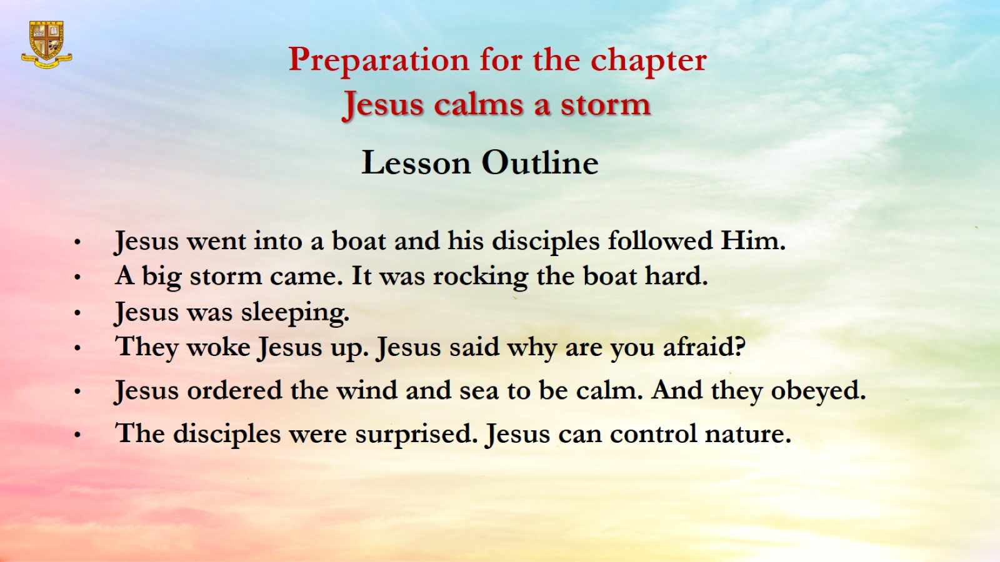 Preparation for the chapter
Jesus calms a storm
Lesson Outline
• Jesus went into a boat and his disciples followed Him.
• A big storm came. It was rocking the boat hard.
• Jesus was sleeping.
• They woke Jesus up. Jesus said why are you afraid?
• Jesus ordered the wind and sea to be calm. And they obeyed.
• The disciples were surprised. Jesus can control nature.